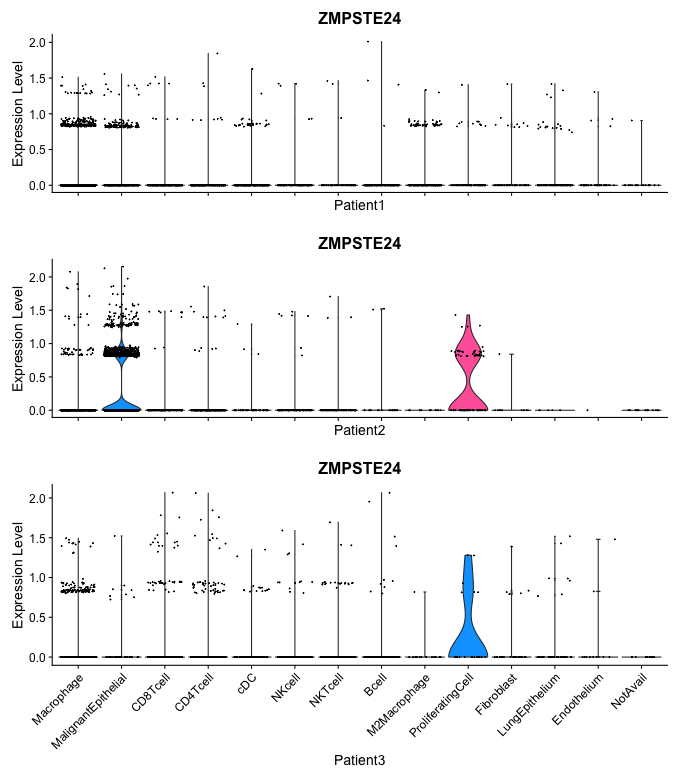 ZMPSTE24
Expression Level
2.0
1.5
1.0
0.5
0.0
Patient1
ZMPSTE24
Expression Level
2.0
1.5
1.0
0.5
0.0
Patient2
ZMPSTE24
Expression Level
2.0
1.5
1.0
0.5
0.0
Macrophage
MalignantEpithelial
CD8Tcell
CD4Tcell
cDC
NKcell
NKTcell
Bcell
M2Macrophage
ProliferatingCell
Fibroblast
LungEpithelium
Endothelium
NotAvail
Patient3